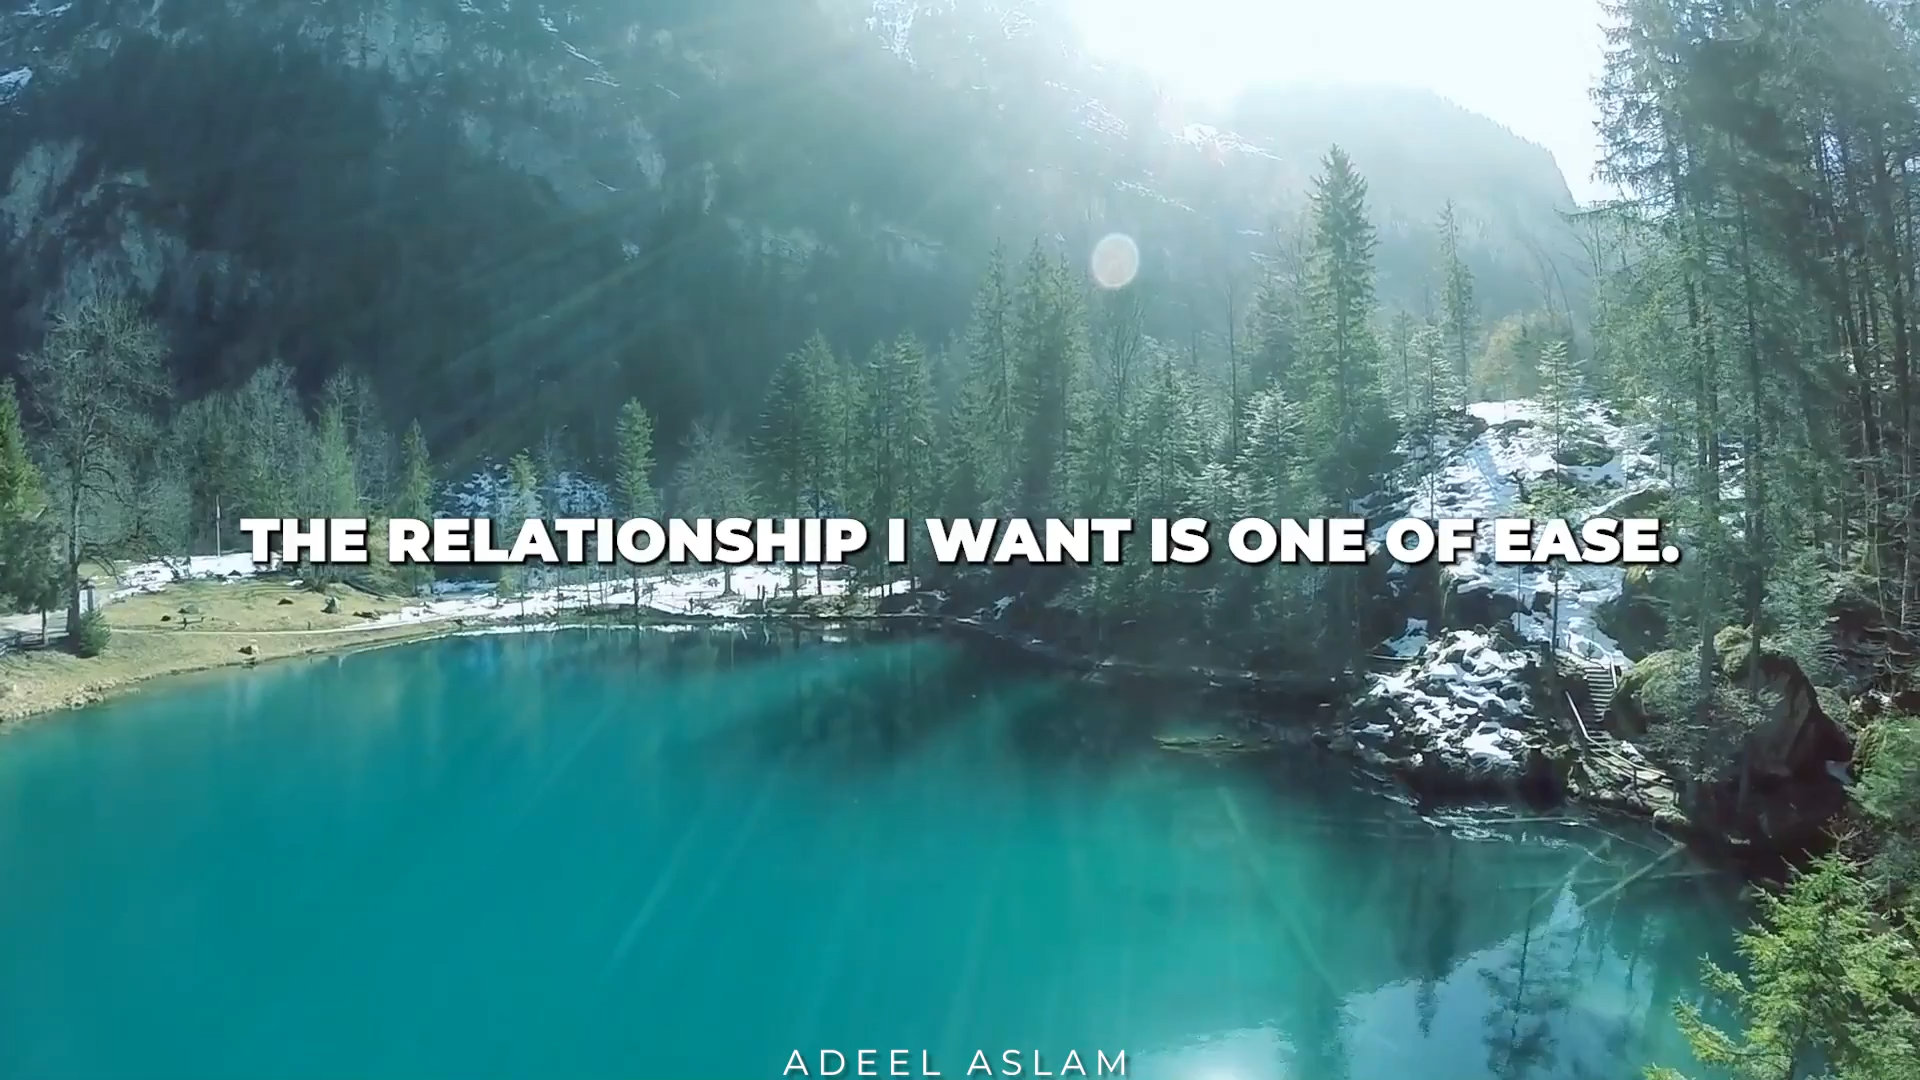 THE RELATIONSHIP I WANT IS ONE OF EASE.
ADEEL ASLAM